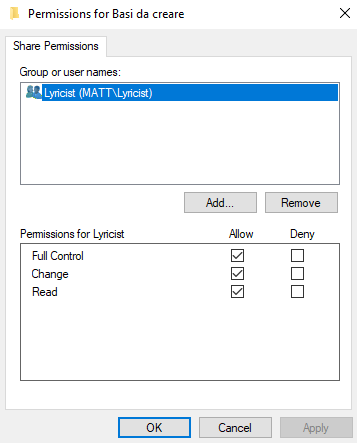 Permissions for Basi da creare
Share Permissions
Group or user names:
Lyricist (MATT\Lyricist)
Add... Remove
Permissions for Lyricist Allow Deny
Full Control
Change
Read
OK Cancel Apply